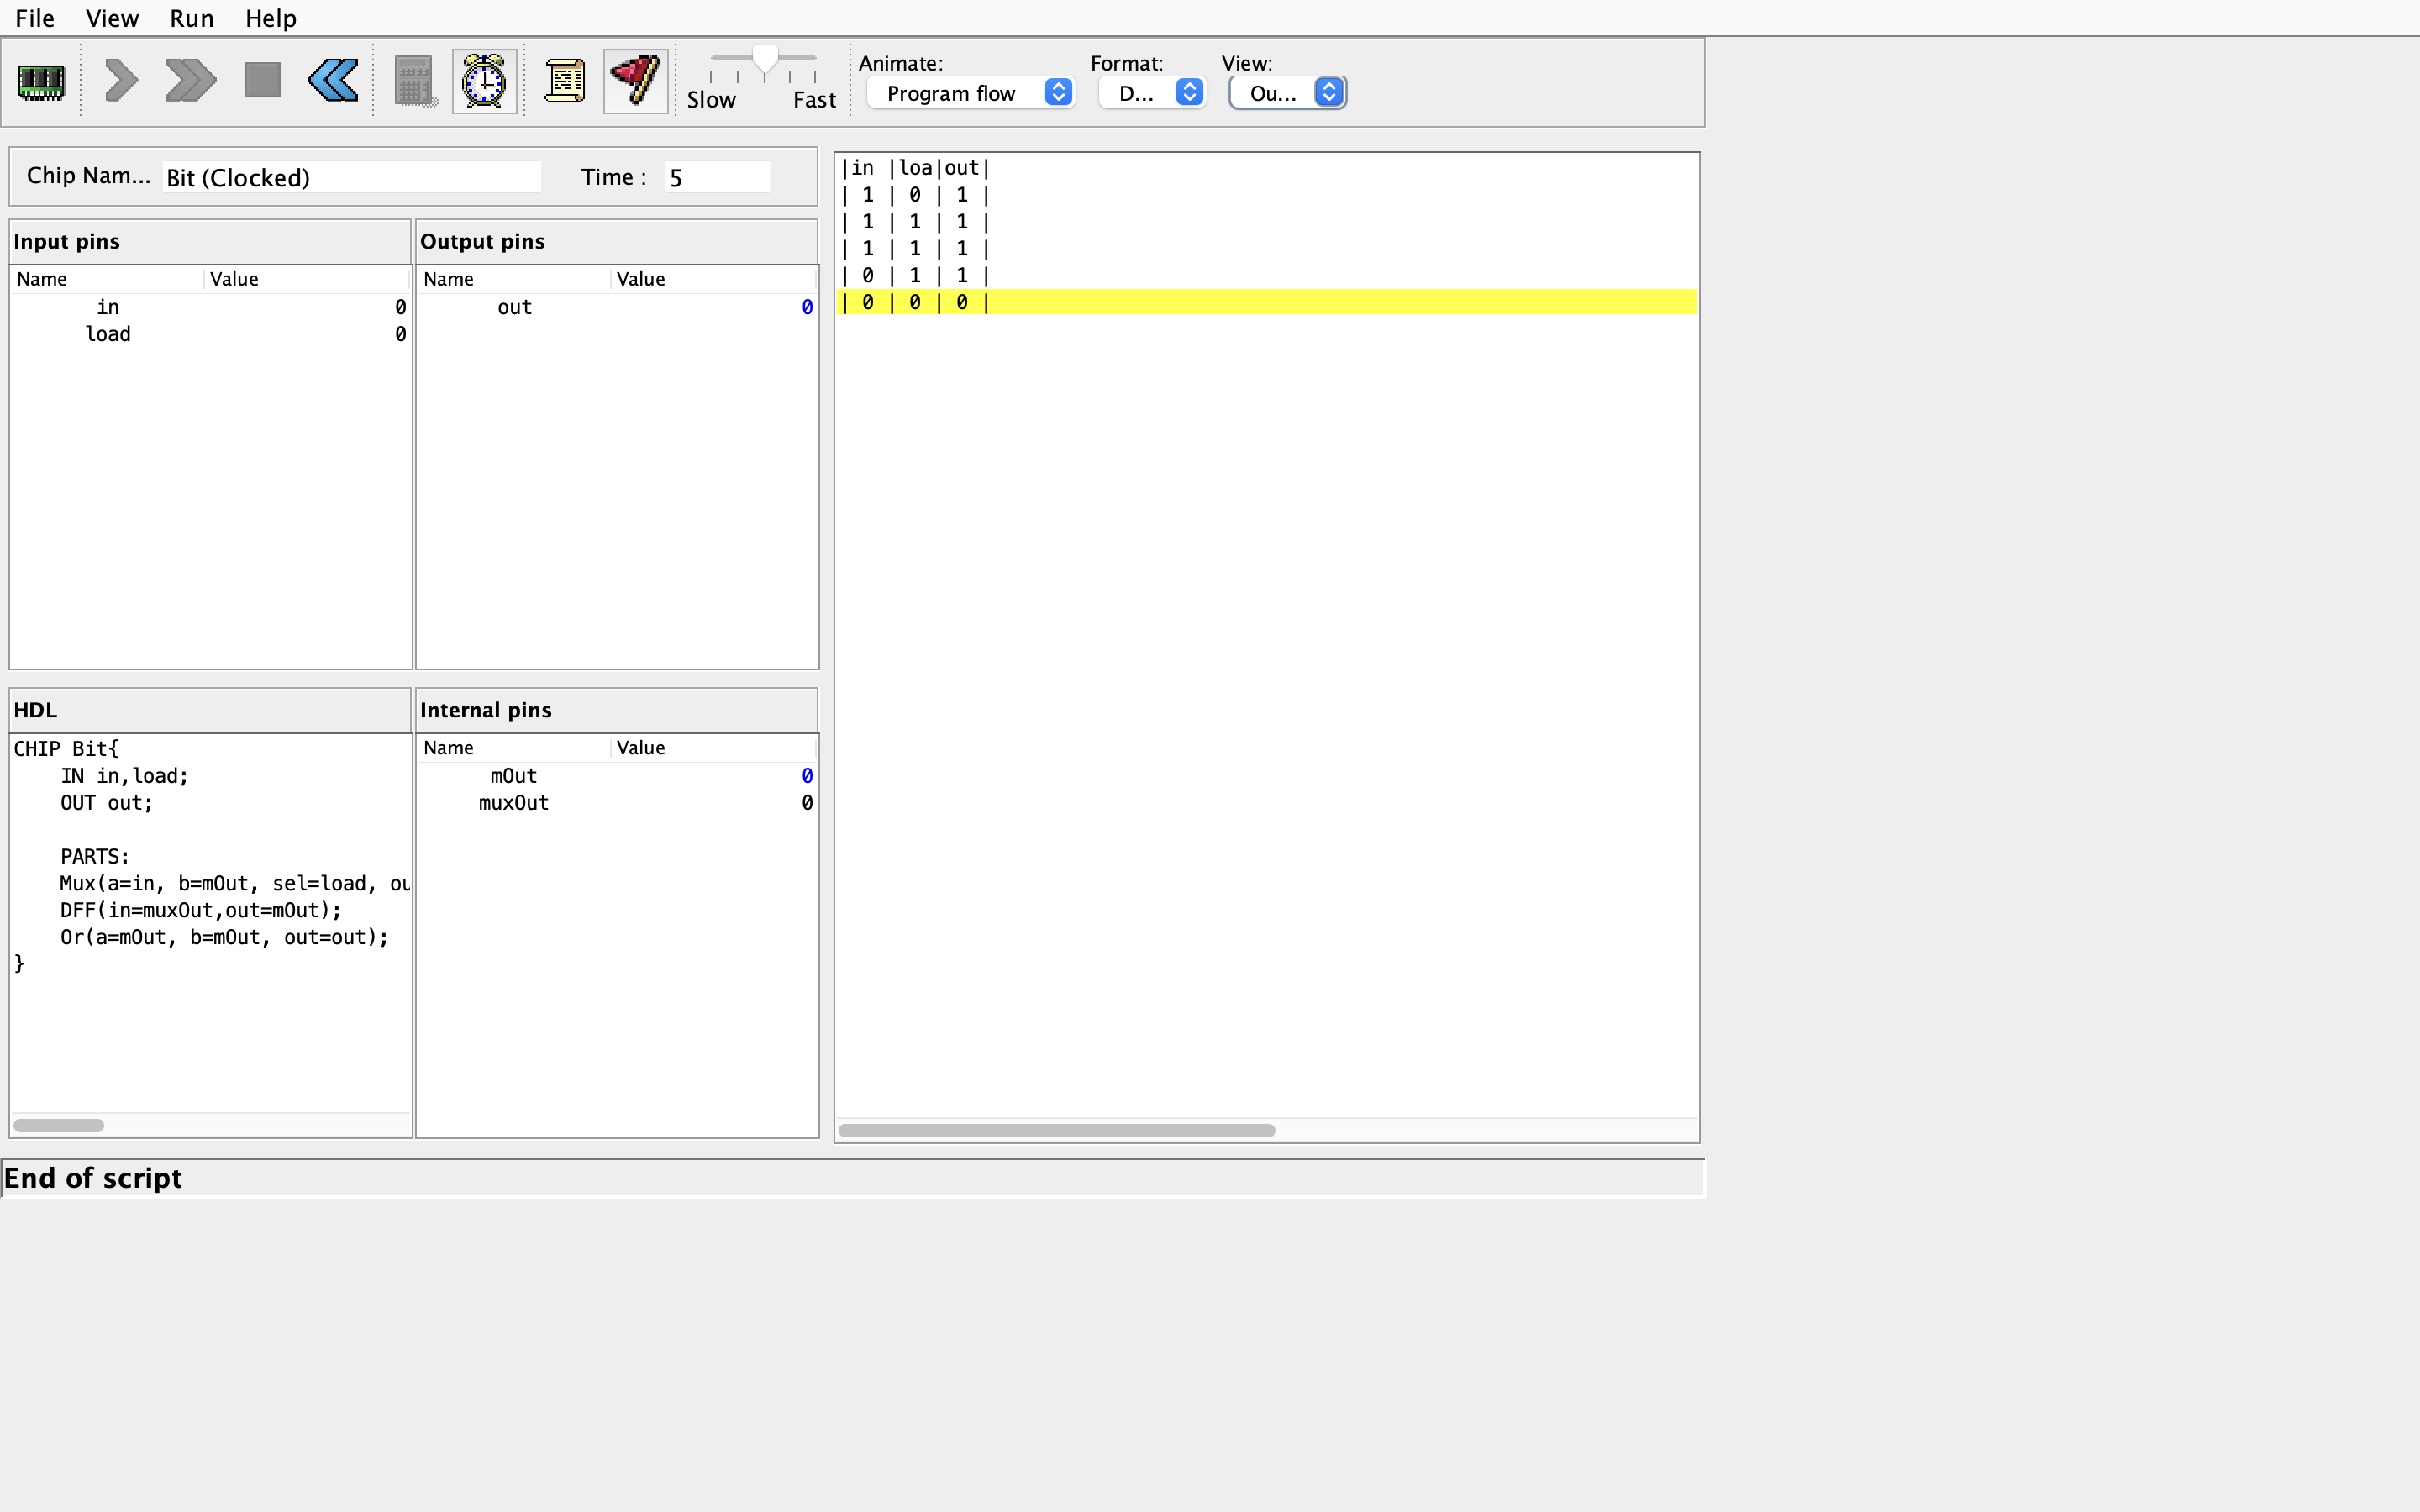 File View Run Help
Slow Fast
Animate: Format: View:
Program flow D... Ou...
Chip Nam... Bit (Clocked) Time : 5
Input pins
Name Value
in 0
load 0
Output pins
Name Value
out 0
HDL
CHIP Bit{
IN in,load;
OUT out;
PARTS:
Mux(a=in, b=mOut, sel=load, ou
DFF(in=muxOut,out=mOut);
Or(a=mOut, b=mOut, out=out);
}
Internal pins
Name Value
mOut 0
muxOut 0
|in |loa|out|
| 1 | 0 | 1 |
| 1 | 1 | 1 |
| 1 | 1 | 1 |
| 0 | 1 | 1 |
| 0 | 0 | 0 |
End of script